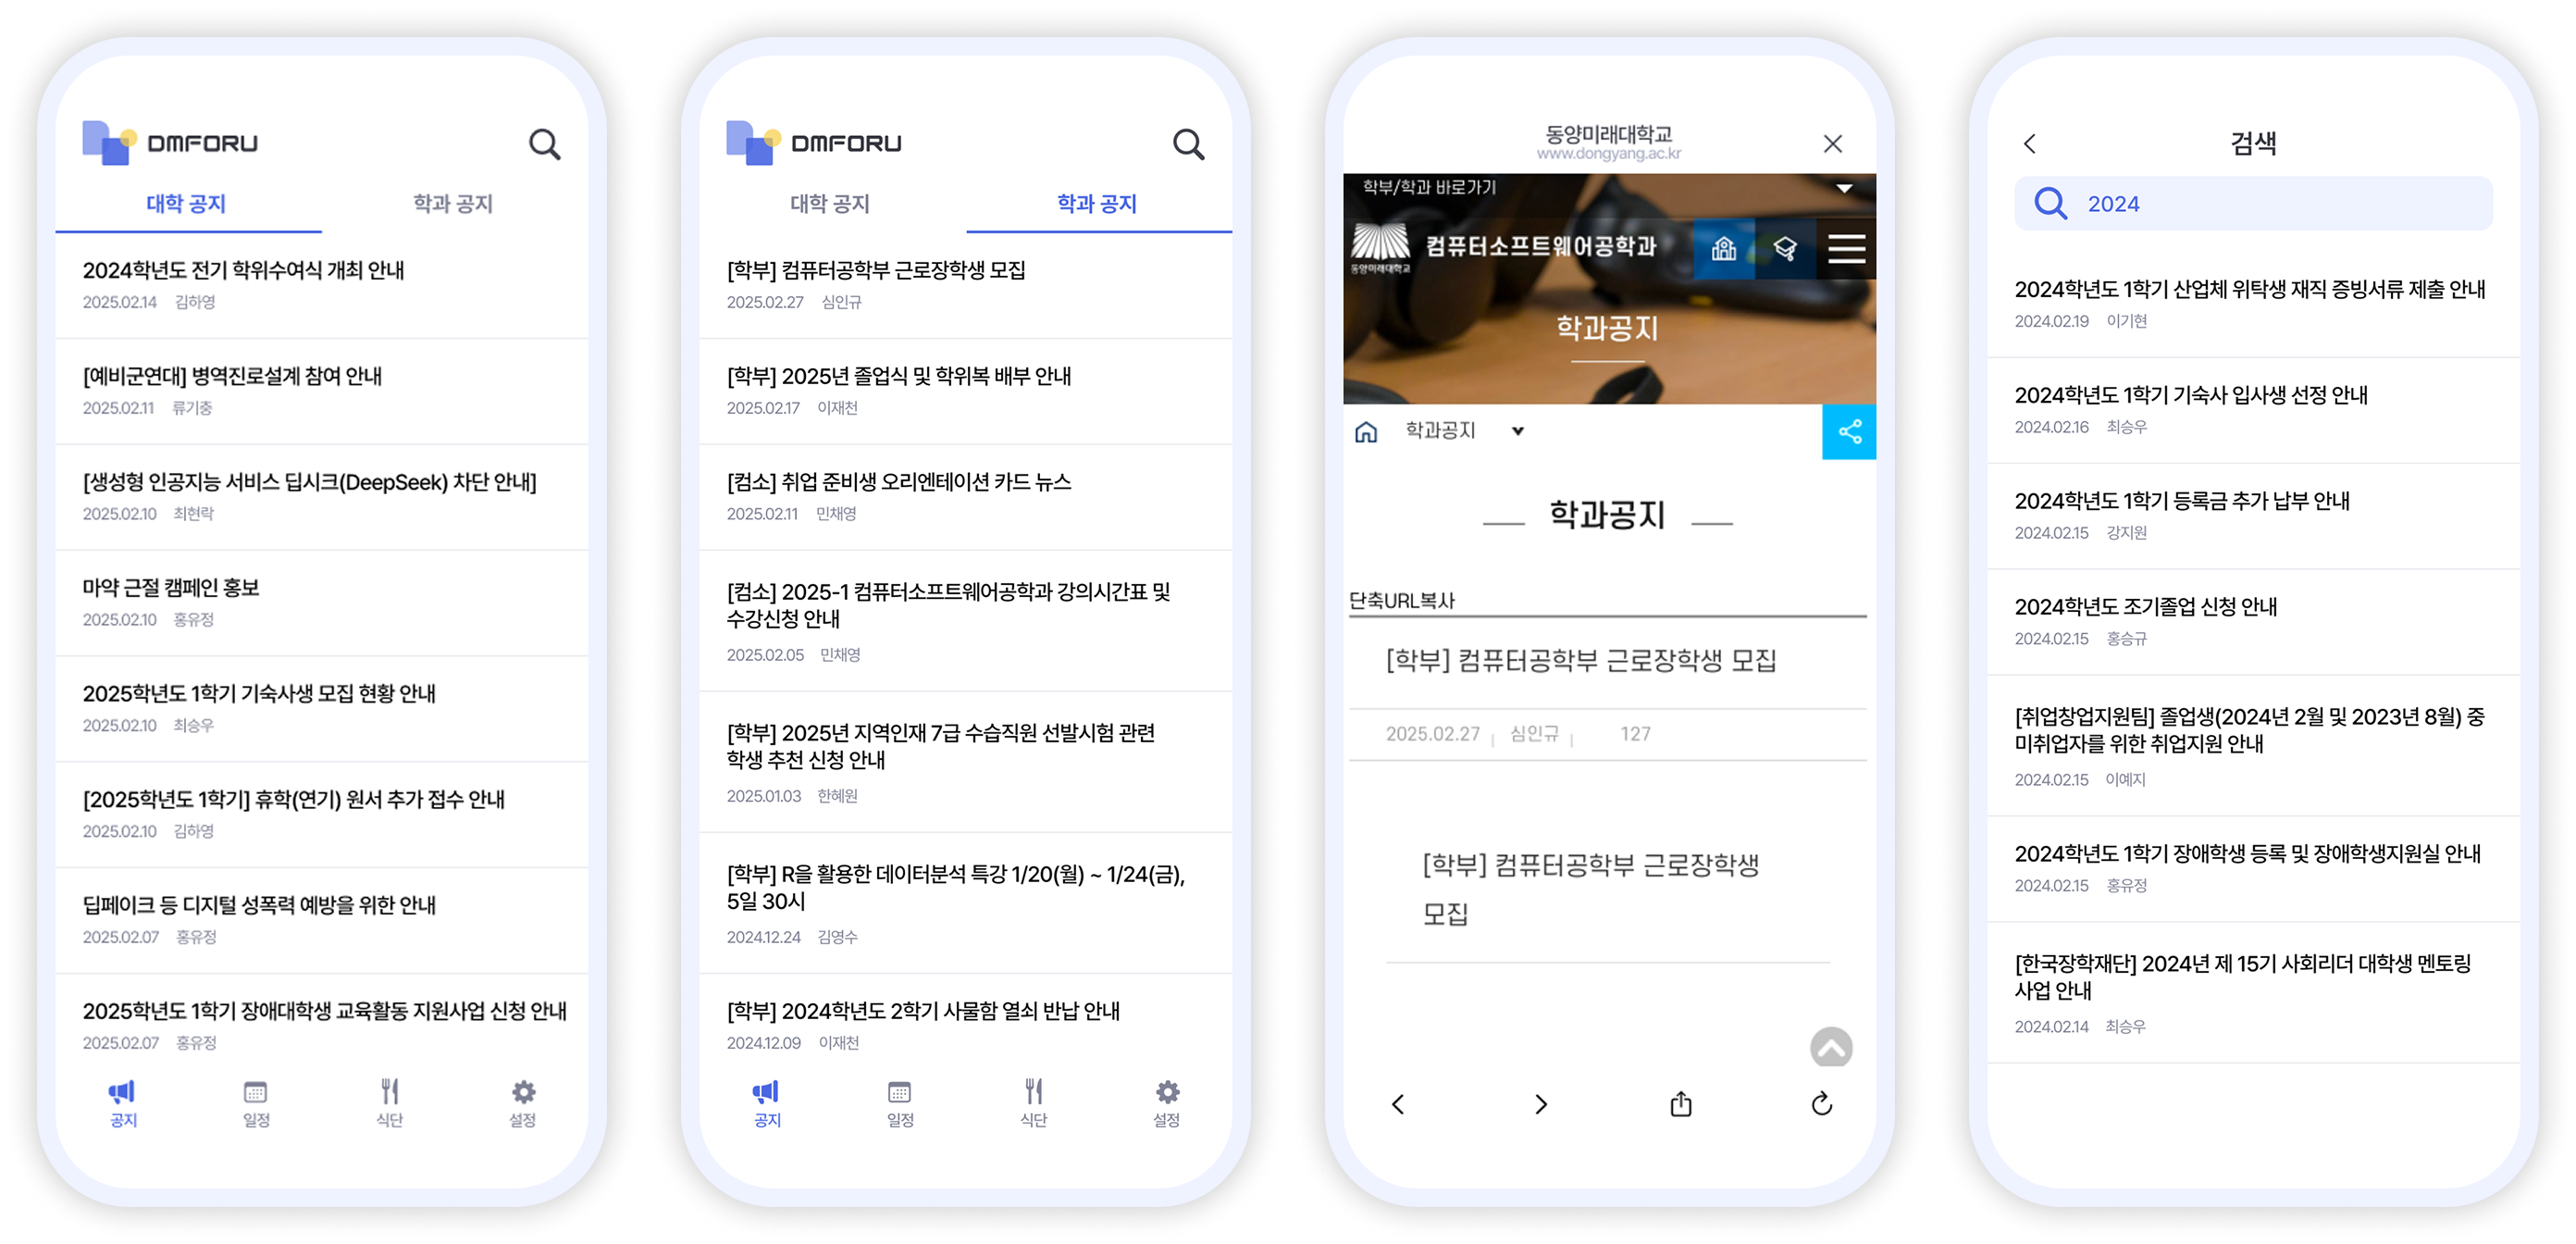 DMFORU
대학 공지
학과 공지
2024학년도 전기 학위수여식 개최 안내
2025.02.14 김하영
[예비군연대] 병역진로설계 참여 안내
2025.02.11 류기충
[생성형 인공지능 서비스 딥시크(DeepSeek) 차단 안내]
2025.02.10 최현락
마약 근절 캠페인 홍보
2025.02.10 홍유정
2025학년도 1학기 기숙사생 모집 현황 안내
2025.02.10 최승우
[2025학년도 1학기] 휴학(연기) 원서 추가 접수 안내
2025.02.10 김하영
딥페이크 등 디지털 성폭력 예방을 위한 안내
2025.02.07 홍유정
2025학년도 1학기 장애대학생 교육활동 지원사업 신청 안내
2025.02.07 홍유정
공지
일정
식단
설정
DMFORU
대학 공지
학과 공지
[학부] 컴퓨터공학부 근로장학생 모집
2025.02.27 심인규
[학부] 2025년 졸업식 및 학위복 배부 안내
2025.02.17 이재천
[컴소] 취업 준비생 오리엔테이션 카드 뉴스
2025.02.11 민채영
[컴소] 2025-1 컴퓨터소프트웨어공학과 강의시간표 및
수강신청 안내
2025.02.05 민채영
[학부] 2025년 지역인재 7급 수습직원 선발시험 관련
학생 추천 신청 안내
2025.01.03 한혜원
[학부] R을 활용한 데이터분석 특강 1/20(월) ~ 1/24(금),
5일 30시
2024.12.24 김영수
[학부] 2024학년도 2학기 사물함 열쇠 반납 안내
2024.12.09 이재천
공지
일정
식단
설정
동양미래대학교
www.dongyang.ac.kr
학부/학과 바로가기
동양미래대학교
컴퓨터소프트웨어공학과
학과공지
학과공지
학과공지
단축URL복사
[학부] 컴퓨터공학부 근로장학생 모집
2025.02.27 심인규 127
[학부] 컴퓨터공학부 근로장학생
모집
검색
2024
2024학년도 1학기 산업체 위탁생 재직 증빙서류 제출 안내
2024.02.19 이기현
2024학년도 1학기 기숙사 입사생 선정 안내
2024.02.16 최승우
2024학년도 1학기 등록금 추가 납부 안내
2024.02.15 강지원
2024학년도 조기졸업 신청 안내
2024.02.15 홍승규
[취업창업지원팀] 졸업생(2024년 2월 및 2023년 8월) 중
미취업자를 위한 취업지원 안내
2024.02.15 이예지
2024학년도 1학기 장애학생 등록 및 장애학생지원실 안내
2024.02.15 홍유정
[한국장학재단] 2024년 제 15기 사회리더 대학생 멘토링
사업 안내
2024.02.14 최승우